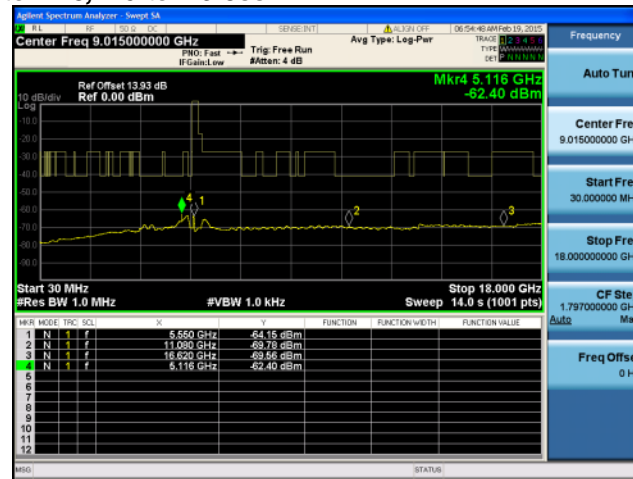 Agilent Spectrum Analyzer - Swept SA
RL RF 50 Ω DC SENSE:INT ALIGN OFF 06:54:48 AM Feb 19, 2015
Center Freq 9.015000000 GHz Avg Type: Log-Pwr TRACE 1 2 3 4 5 6
PNO: Fast Trig: Free Run TYPE
IFGain:Low #Atten: 4 dB DET P N N N N N
Frequency
Auto Tun
Mkr4 5.116 GHz
Ref Offset 13.93 dB
10 dB/div Ref 0.00 dBm -62.40 dBm
Log
-10.0
-20.0
-30.0
-40.0
-50.0
-60.0
-70.0
-80.0
-90.0
4 1 2 3
Center Fre
9.015000000 GH
Start Fre
30.000000 MH
Stop Fre
18.000000000 GH
Start 30 MHz Stop 18.000 GHz
#Res BW 1.0 MHz #VBW 1.0 kHz Sweep 14.0 s (1001 pts)
CF Ste
1.797000000 GH
Auto Ma
Freq Offse
0 H
MKR MODE TRC SCL X Y FUNCTION FUNCTION WIDTH FUNCTION VALUE
1 N 1 f 5.550 GHz -64.15 dBm
2 N 1 f 11.080 GHz -69.78 dBm
3 N 1 f 16.620 GHz -69.56 dBm
4 N 1 f 5.116 GHz -62.40 dBm
5
6
7
8
9
10
11
12
MSG STATUS